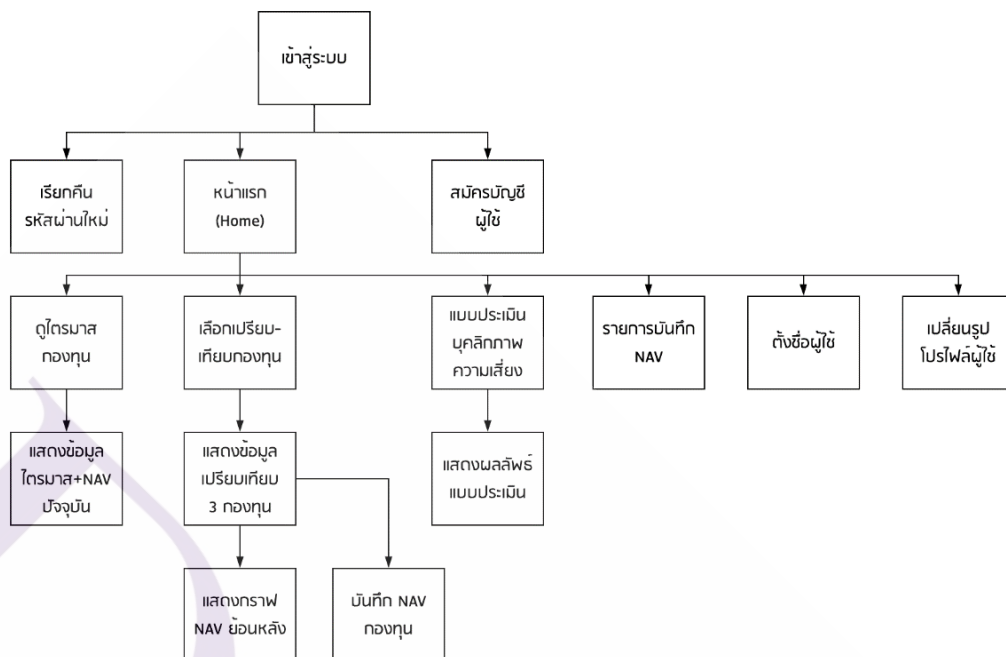 เข้าสู่ระบบ
เรียกคืน
รหัสผ่านใหม่
หน้าแรก
(Home)
สมัครบัญชี
ผู้ใช้
ดูไตรมาส
กองทุน
เลือกเปรียบ-
เทียบกองทุน
แบบประเมิน
บุคลิกภาพ
ความเสี่ยง
รายการบันทึก
NAV
ตั้งชื่อผู้ใช้
เปลี่ยนรูป
โปรไฟล์ผู้ใช้
แสดงข้อมูล
ไตรมาส+NAV
ปัจจุบัน
แสดงข้อมูล
เปรียบเทียบ
3 กองทุน
แสดงผลลัพธ์
แบบประเมิน
แสดงกราฟ
NAV ย้อนหลัง
บันทึก NAV
กองทุน